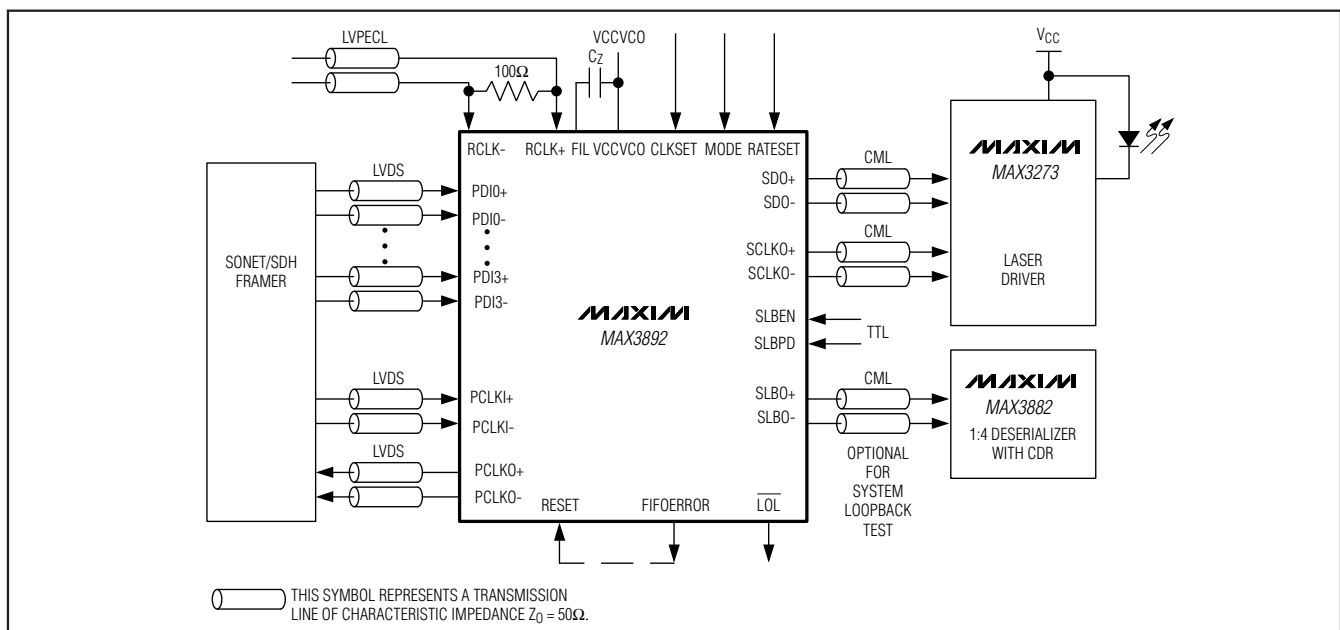 LVPECL
100Ω
CZ
VCCVCO
VCC
RCLK- RCLK+ FIL VCCVCO CLKSET MODE RATESET
SONET/SDH
FRAMER
LVDS
PDI0+
PDI0-
PDI3+
PDI3-
LVDS
PCLKI+
PCLKI-
LVDS
PCLKO+
PCLKO-
MAXIM
MAX3892
SDO+
SDO-
SCLKO+
SCLKO-
SLBEN
SLBPD
SLBO+
SLBO-
RESET FIFOERROR LOL
CML
CML
TTL
CML
OPTIONAL
FOR
SYSTEM
LOOPBACK
TEST
MAXIM
MAX3273
LASER
DRIVER
MAXIM
MAX3882
1:4 DESERIALIZER
WITH CDR
THIS SYMBOL REPRESENTS A TRANSMISSION
LINE OF CHARACTERISTIC IMPEDANCE Z0 = 50Ω.